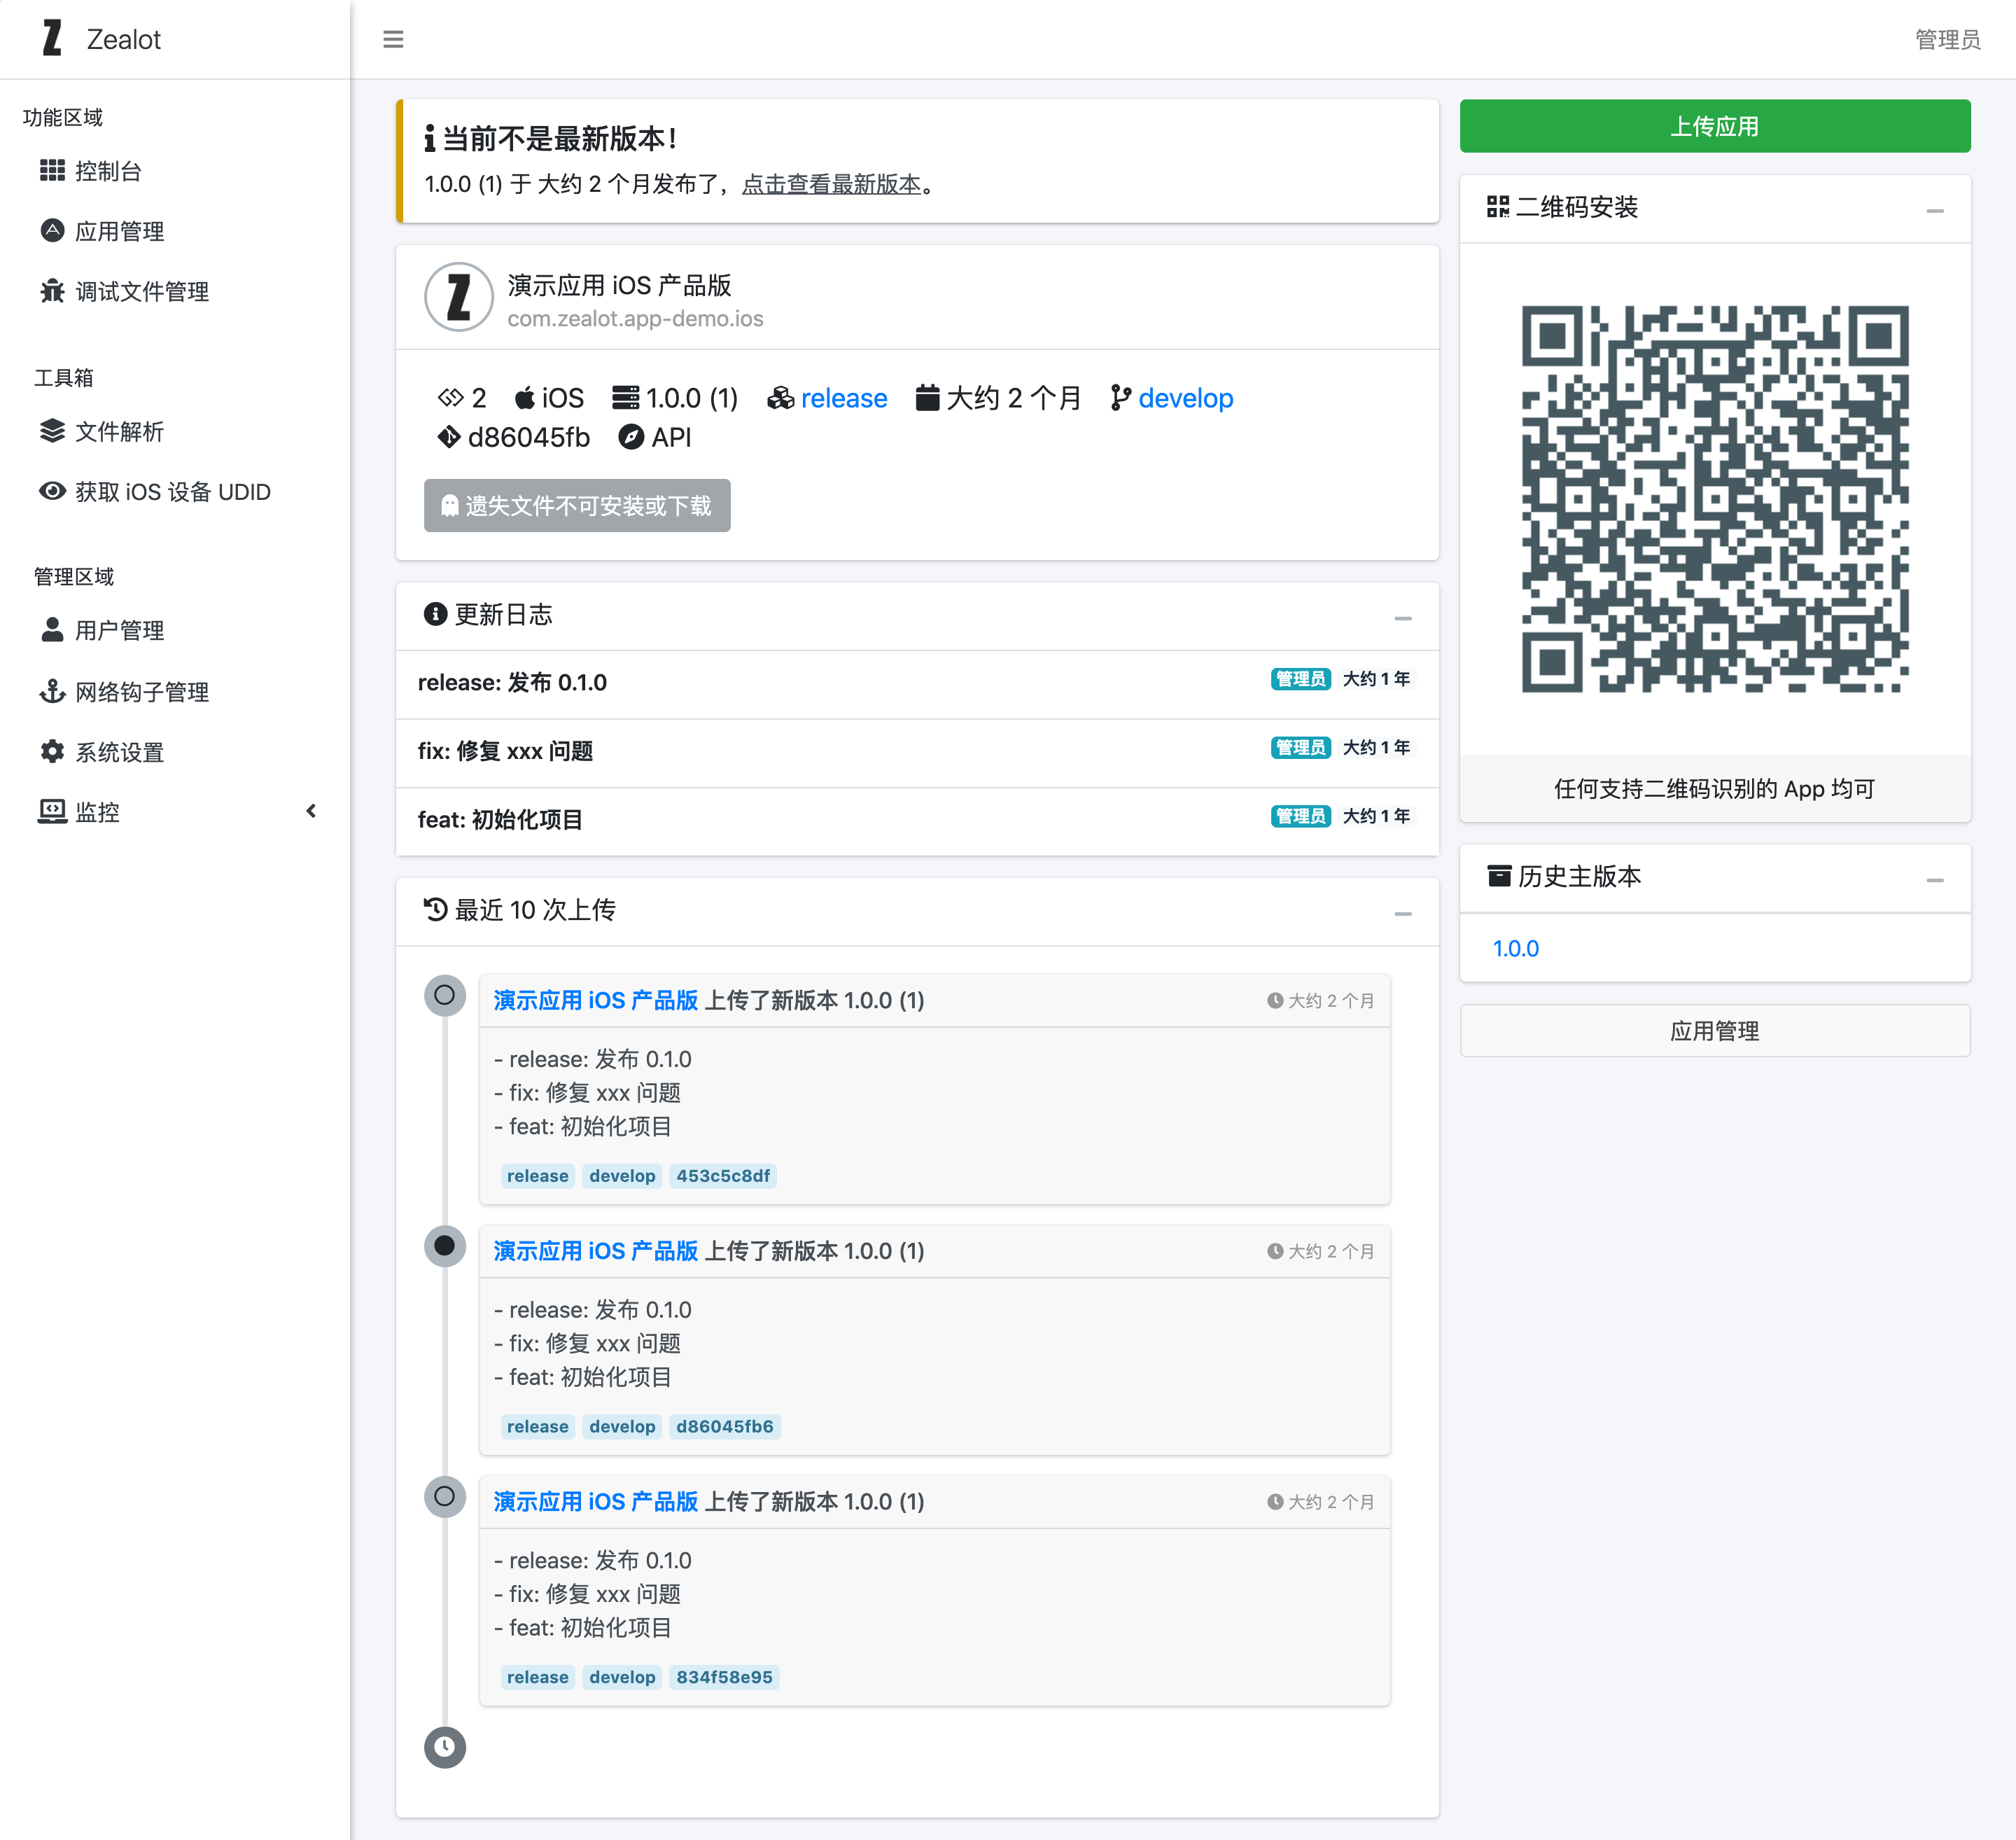 Zealot
管理员
功能区域
控制台
应用管理
调试文件管理
工具箱
文件解析
获取 iOS 设备 UDID
管理区域
用户管理
网络钩子管理
系统设置
监控
当前不是最新版本！
1.0.0 (1) 于 大约 2 个月发布了，点击查看最新版本。
演示应用 iOS 产品版
com.zealot.app-demo.ios
2 iOS 1.0.0 (1) release 大约 2 个月 develop
d86045fb API
遗失文件不可安装或下载
更新日志
release: 发布 0.1.0 管理员 大约 1 年
fix: 修复 xxx 问题 管理员 大约 1 年
feat: 初始化项目 管理员 大约 1 年
最近 10 次上传
演示应用 iOS 产品版 上传了新版本 1.0.0 (1) 大约 2 个月
- release: 发布 0.1.0
- fix: 修复 xxx 问题
- feat: 初始化项目
release develop 453c5c8df
演示应用 iOS 产品版 上传了新版本 1.0.0 (1) 大约 2 个月
- release: 发布 0.1.0
- fix: 修复 xxx 问题
- feat: 初始化项目
release develop d86045fb6
演示应用 iOS 产品版 上传了新版本 1.0.0 (1) 大约 2 个月
- release: 发布 0.1.0
- fix: 修复 xxx 问题
- feat: 初始化项目
release develop 834f58e95
上传应用
二维码安装
任何支持二维码识别的 App 均可
历史主版本
1.0.0
应用管理